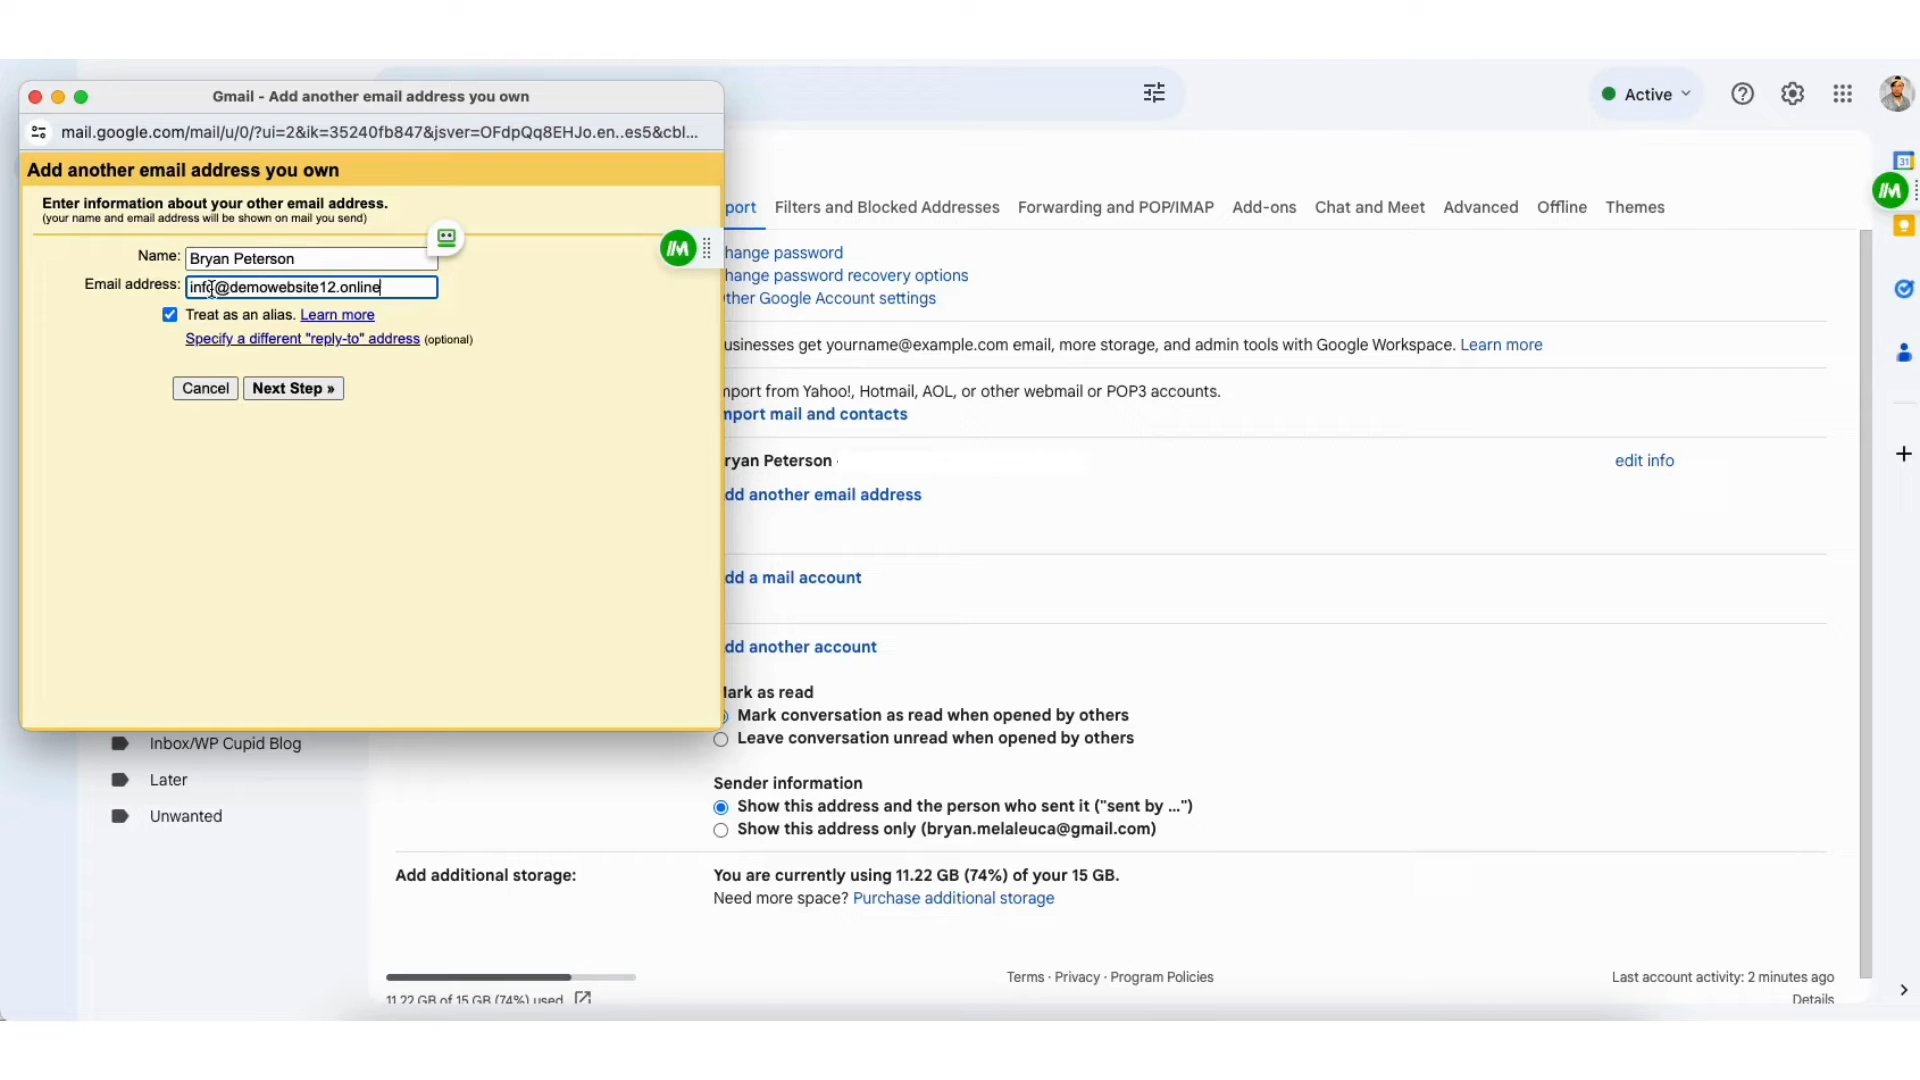 Gmail - Add another email address you own
mail.google.com/mail/u/0/?ui=2&ik=35240fb847&jsver=OFdpQq8EHJo.en..es5&cbl...
Add another email address you own
Enter information about your other email address.
(your name and email address will be shown on mail you send)
Name: Bryan Peterson
Email address: info@demowebsite12.online
Treat as an alias. Learn more
Specify a different "reply-to" address (optional)
Cancel Next Step »
Active
31
port Filters and Blocked Addresses Forwarding and POP/IMAP Add-ons Chat and Meet Advanced Offline Themes
hange password
hange password recovery options
ther Google Account settings
usinesses get yourname@example.com email, more storage, and admin tools with Google Workspace. Learn more
mport from Yahoo!, Hotmail, AOL, or other webmail or POP3 accounts.
mport mail and contacts
ryan Peterson edit info
dd another email address
dd a mail account
dd another account
Mark as read
Mark conversation as read when opened by others
Leave conversation unread when opened by others
Inbox/WP Cupid Blog
Later
Unwanted
Sender information
Show this address and the person who sent it ("sent by ...")
Show this address only (bryan.melaleuca@gmail.com)
Add additional storage: You are currently using 11.22 GB (74%) of your 15 GB.
Need more space? Purchase additional storage
11.22 GB of 15 GB (74%) used
Terms · Privacy · Program Policies
Last account activity: 2 minutes ago
Details